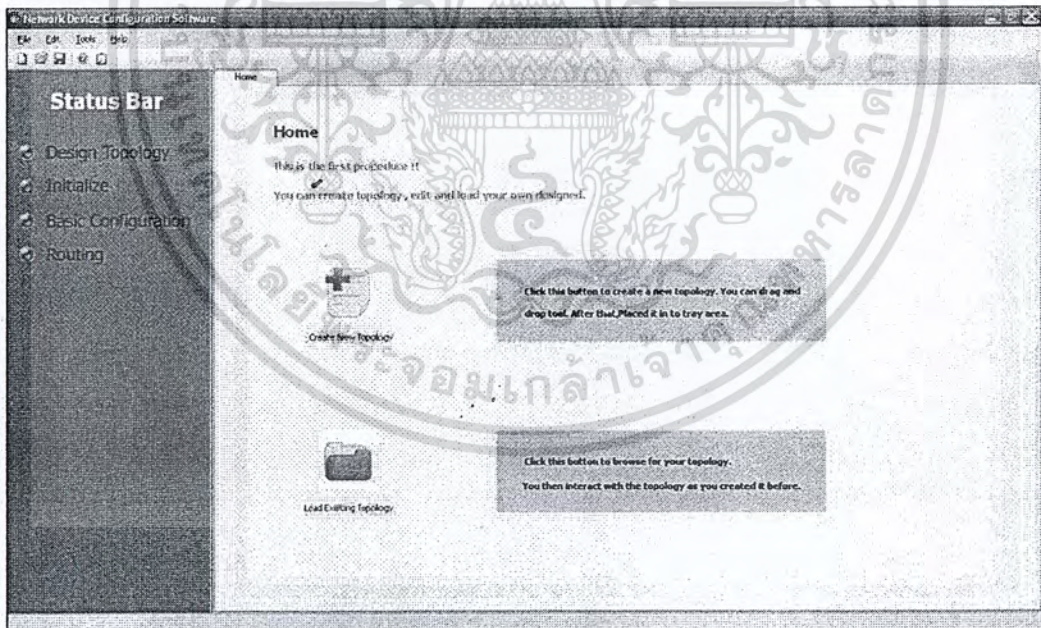 Network Device Configuration Software
File Edit Tools Help
Home
Status Bar
Design Topology
Initialize
Basic Configuration
Routing
Home
This is the first procedure !!
You can create topology, edit and load your own designed.
Create New Topology
Click this button to create a new topology. You can drag and
drop tool. After that,Placed it in to tray area.
Load Existing Topology
Click this button to browse for your topology.
You then interact with the topology as you created it before.